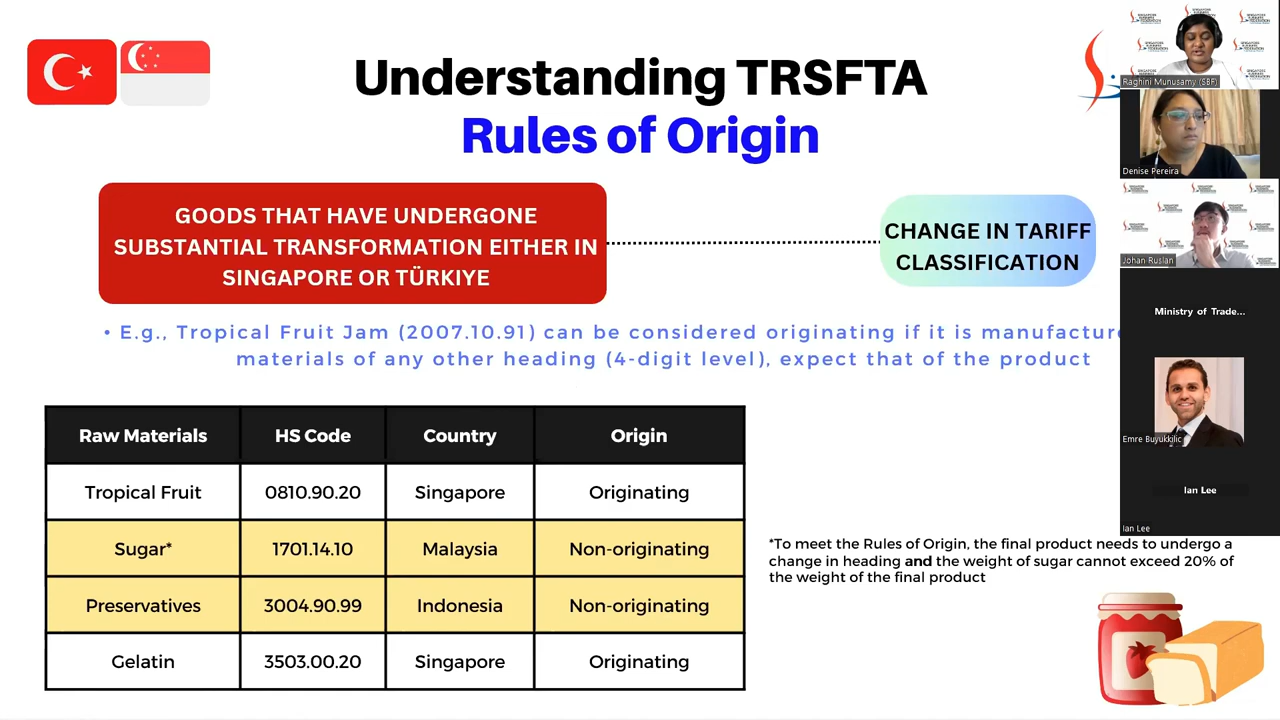 Understanding TRSFTA
Rules of Origin
GOODS THAT HAVE UNDERGONE
SUBSTANTIAL TRANSFORMATION EITHER IN
SINGAPORE OR TÜRKIYE
CHANGE IN TARIFF
CLASSIFICATION
• E.g., Tropical Fruit Jam (2007.10.91) can be considered originating if it is manufactur
materials of any other heading (4-digit level), expect that of the product
Raw Materials HS Code Country Origin
Tropical Fruit 0810.90.20 Singapore Originating
Sugar* 1701.14.10 Malaysia Non-originating
Preservatives 3004.90.99 Indonesia Non-originating
Gelatin 3503.00.20 Singapore Originating
*To meet the Rules of Origin, the final product needs to undergo a
change in heading and the weight of sugar cannot exceed 20% of
the weight of the final product
Raghini Munusamy (SBF)
Denise Pereira
Johan Ruslan
Ministry of Trade...
Emre Buyukkilic
Ian Lee
Ian Lee